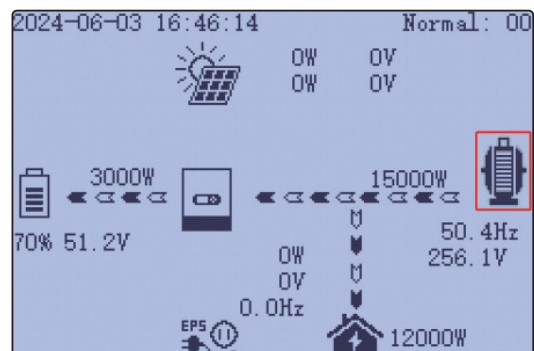 2024-06-03 16:46:14 Normal: 00
0W 0V
0W 0V
3000W 15000W
70% 51.2V 50.4Hz
256.1V
0W
0V
0.0Hz
EPS
12000W